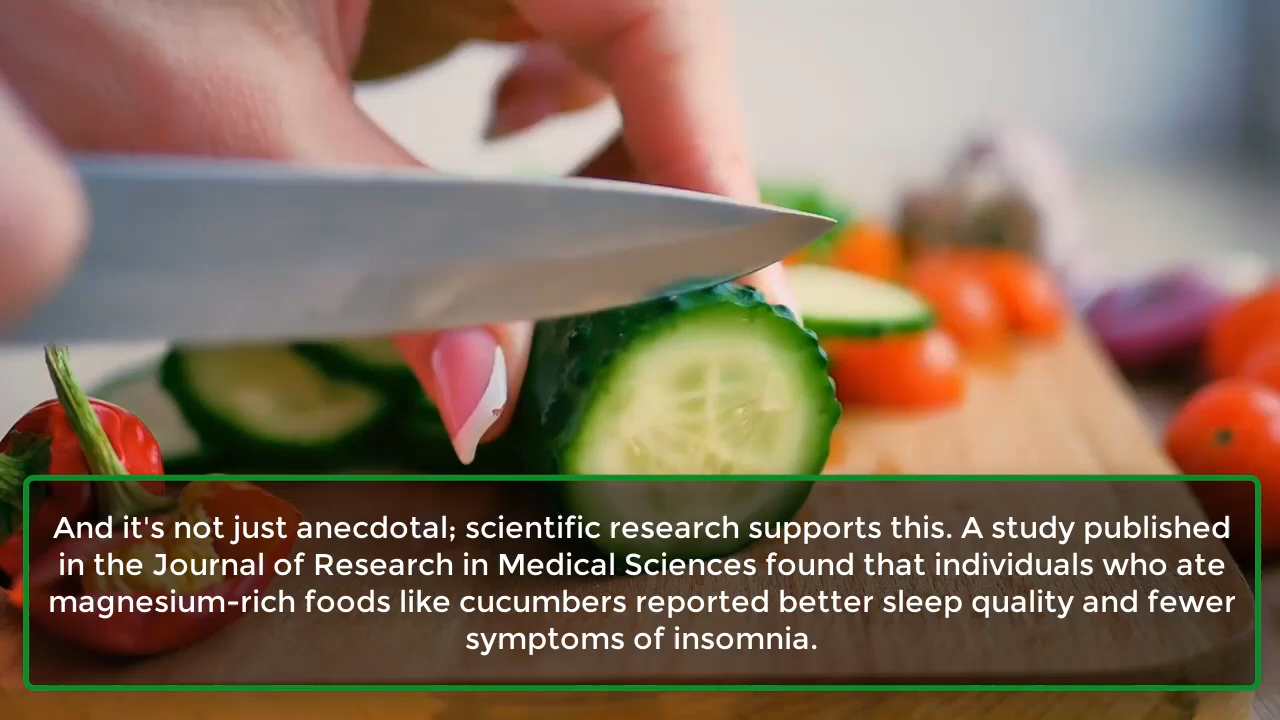 And it's not just anecdotal; scientific research supports this. A study published
in the Journal of Research in Medical Sciences found that individuals who ate
magnesium-rich foods like cucumbers reported better sleep quality and fewer
symptoms of insomnia.